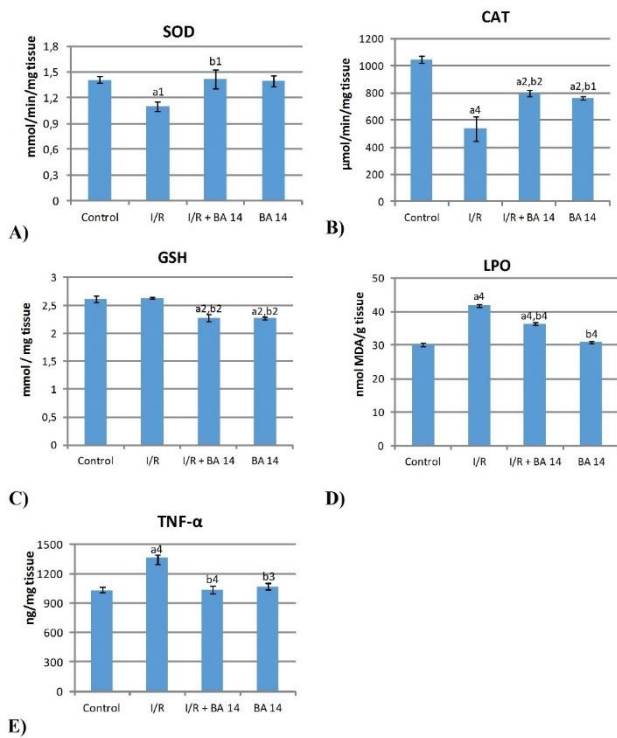 SOD
mmol/min/mg tissue
1,8
1,5
1,2
0,9
0,6
0,3
0
a1
b1
Control I/R I/R + BA 14 BA 14
A)
CAT
µmol/min/mg tissue
1200
1000
800
600
400
200
0
a4
a2,b2
a2,b1
Control I/R I/R + BA 14 BA 14
B)
GSH
mmol / mg tissue
3
2,5
2
1,5
1
0,5
0
a2,b2
a2,b2
Control I/R I/R + BA 14 BA 14
C)
LPO
nmol MDA/g tissue
50
40
30
20
10
0
a4
a4,b4
b4
Control I/R I/R + BA 14 BA 14
D)
TNF-α
ng/mg tissue
1500
1200
900
600
300
0
a4
b4
b3
Control I/R I/R + BA 14 BA 14
E)